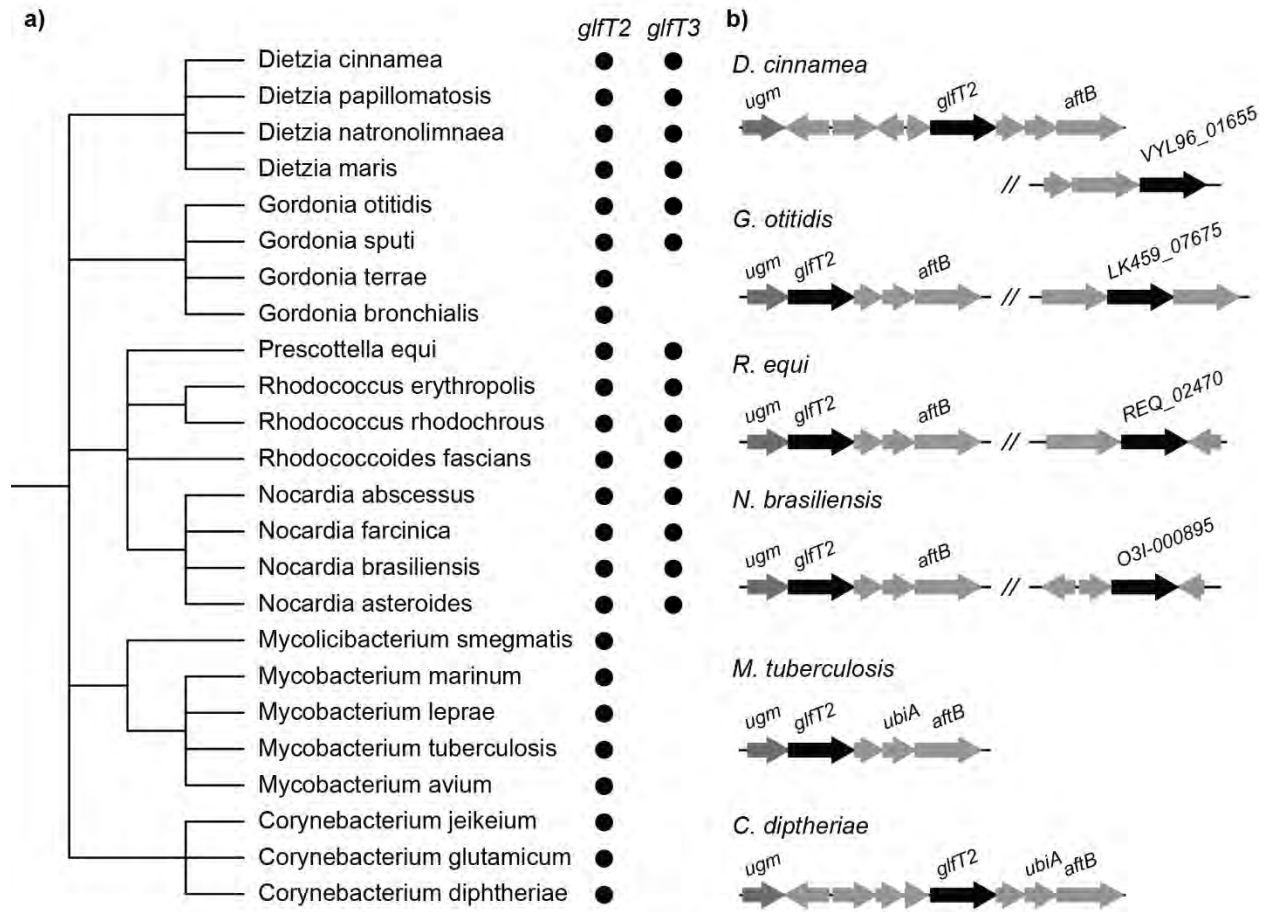 a)
glfT2 glfT3
Dietzia cinnamea
Dietzia papillomatosis
Dietzia natronolimnaea
Dietzia maris
Gordonia otitidis
Gordonia sputi
Gordonia terrae
Gordonia bronchialis
Prescottella equi
Rhodococcus erythropolis
Rhodococcus rhodochrous
Rhodococcoides fascians
Nocardia abscessus
Nocardia farcinica
Nocardia brasiliensis
Nocardia asteroides
Mycolicibacterium smegmatis
Mycobacterium marinum
Mycobacterium leprae
Mycobacterium tuberculosis
Mycobacterium avium
Corynebacterium jeikeium
Corynebacterium glutamicum
Corynebacterium diphtheriae
b)
D. cinnamea
ugm glfT2 aftB
// VYL96_01655
G. otitidis
ugm glfT2 aftB // LK459_07675
R. equi
ugm glfT2 aftB // REQ_02470
N. brasiliensis
ugm glfT2 aftB // O3I-000895
M. tuberculosis
ugm glfT2 ubiA aftB
C. diptheriae
ugm glfT2 ubiA aftB